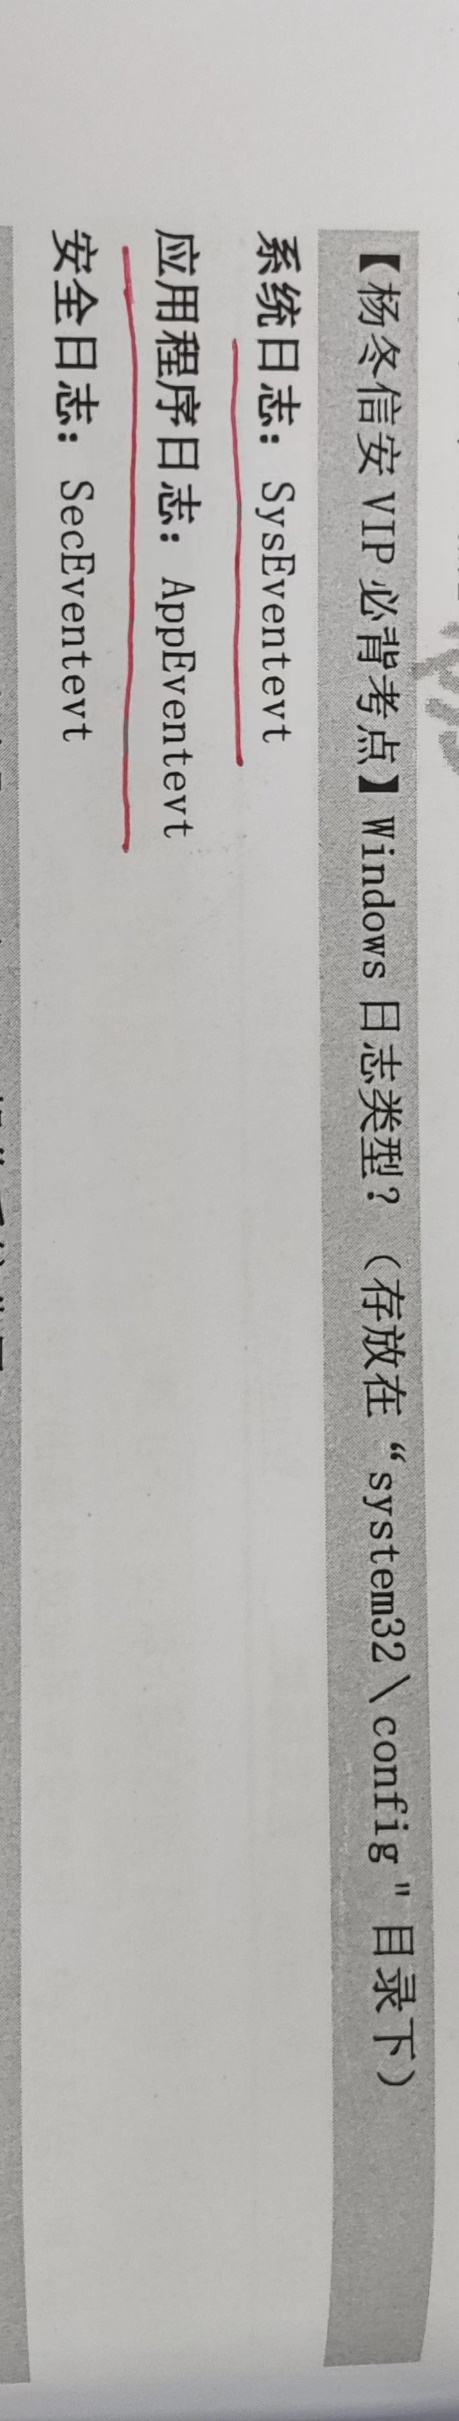 【杨冬信安 VIP 必背考点】Windows 日志类型？（存放在“system32\config"目录下）
系统日志：SysEventevt
应用程序日志：AppEventevt
安全日志：SecEventevt